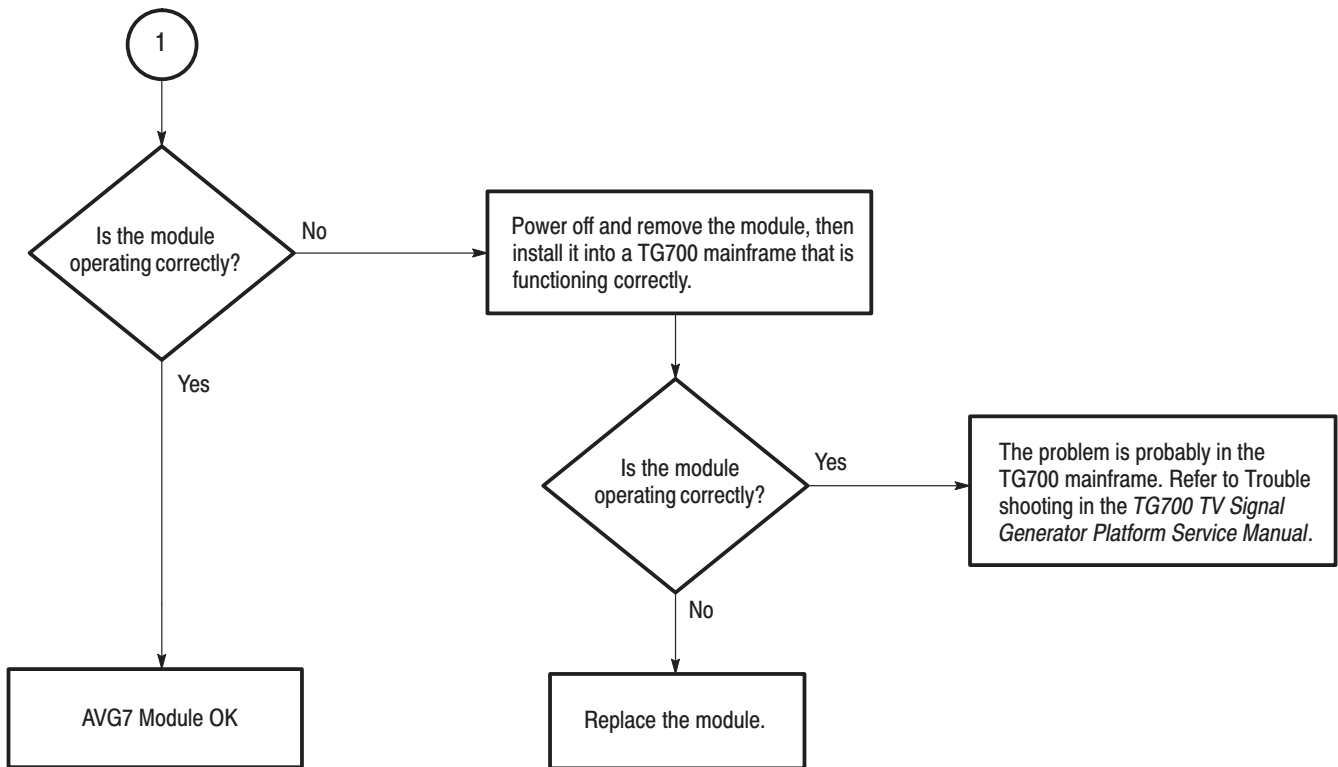 1
Is the module
operating correctly?
No
Power off and remove the module, then
install it into a TG700 mainframe that is
functioning correctly.
Yes
Is the module
operating correctly?
Yes
The problem is probably in the
TG700 mainframe. Refer to Trouble
shooting in the TG700 TV Signal
Generator Platform Service Manual.
No
AVG7 Module OK
Replace the module.